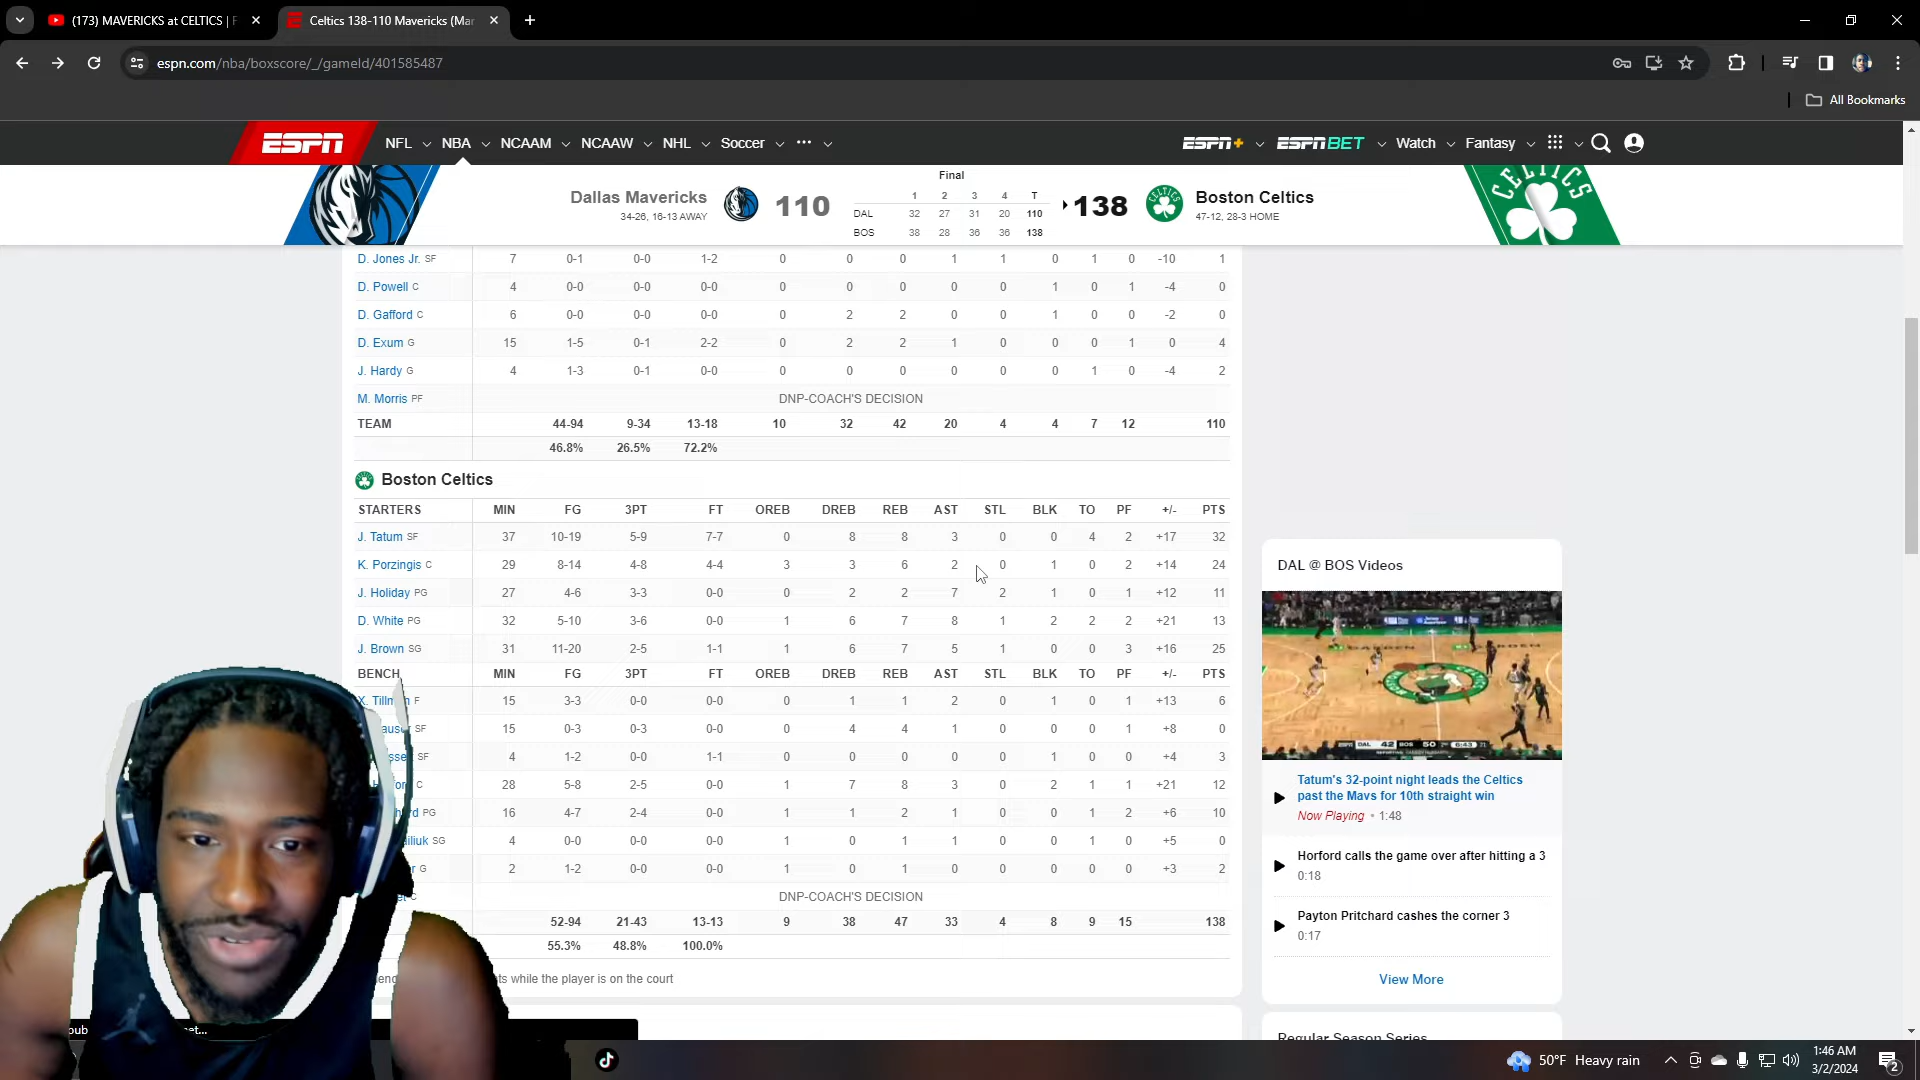 (173) MAVERICKS at CELTICS |
Celtics 138-110 Mavericks (Mar
espn.com/nba/boxscore/_/gameId/401585487
All Bookmarks
ESPN NFL NBA NCAAM NCAAW NHL Soccer ... ESPN+ ESPN BET Watch Fantasy
Final
Dallas Mavericks 110 138 Boston Celtics
34-26, 16-13 AWAY 47-12, 28-3 HOME
1 2 3 4 T
DAL 32 27 31 20 110
BOS 38 28 36 36 138
CELTICS
D. Jones Jr. SF 7 0-1 0-0 1-2 0 0 0 1 1 0 1 0 -10 1
D. Powell C 4 0-0 0-0 0-0 0 0 0 0 0 1 0 1 -4 0
D. Gafford C 6 0-0 0-0 0-0 0 2 2 0 0 1 0 0 -2 0
D. Exum G 15 1-5 0-1 2-2 0 2 2 1 0 0 0 1 0 4
J. Hardy G 4 1-3 0-1 0-0 0 0 0 0 0 0 1 0 -4 2
M. Morris PF DNP-COACH'S DECISION
TEAM 44-94 9-34 13-18 10 32 42 20 4 4 7 12 110
46.8% 26.5% 72.2%
Boston Celtics
STARTERS MIN FG 3PT FT OREB DREB REB AST STL BLK TO PF +/- PTS
J. Tatum SF 37 10-19 5-9 7-7 0 8 8 3 0 0 4 2 +17 32
K. Porzingis C 29 8-14 4-8 4-4 3 3 6 2 0 1 0 2 +14 24
J. Holiday PG 27 4-6 3-3 0-0 0 2 2 7 2 1 0 1 +12 11
D. White PG 32 5-10 3-6 0-0 1 6 7 8 1 2 2 2 +21 13
J. Brown SG 31 11-20 2-5 1-1 1 6 7 5 1 0 0 3 +16 25
BENCH MIN FG 3PT FT OREB DREB REB AST STL BLK TO PF +/- PTS
F 15 3-3 0-0 0-0 0 1 1 2 0 1 0 1 +13 6
SF 15 0-3 0-3 0-0 0 4 4 1 0 0 0 1 +8 0
SF 4 1-2 0-0 1-1 0 0 0 0 0 1 0 0 +4 3
C 28 5-8 2-5 0-0 1 7 8 3 0 2 1 1 +21 12
PG 16 4-7 2-4 0-0 1 1 2 1 0 0 1 2 +6 10
SG 4 0-0 0-0 0-0 1 0 1 1 0 0 1 0 +5 0
G 2 1-2 0-0 0-0 1 0 1 0 0 0 0 0 +3 2
C DNP-COACH'S DECISION
52-94 21-43 13-13 9 38 47 33 4 8 9 15 138
55.3% 48.8% 100.0%
while the player is on the court
DAL @ BOS Videos
DAL 42 BOS 50
Tatum's 32-point night leads the Celtics
past the Mavs for 10th straight win
Now Playing • 1:48
Horford calls the game over after hitting a 3
0:18
Payton Pritchard cashes the corner 3
0:17
View More
Regular Season Series
50°F Heavy rain
1:46 AM
3/2/2024
2